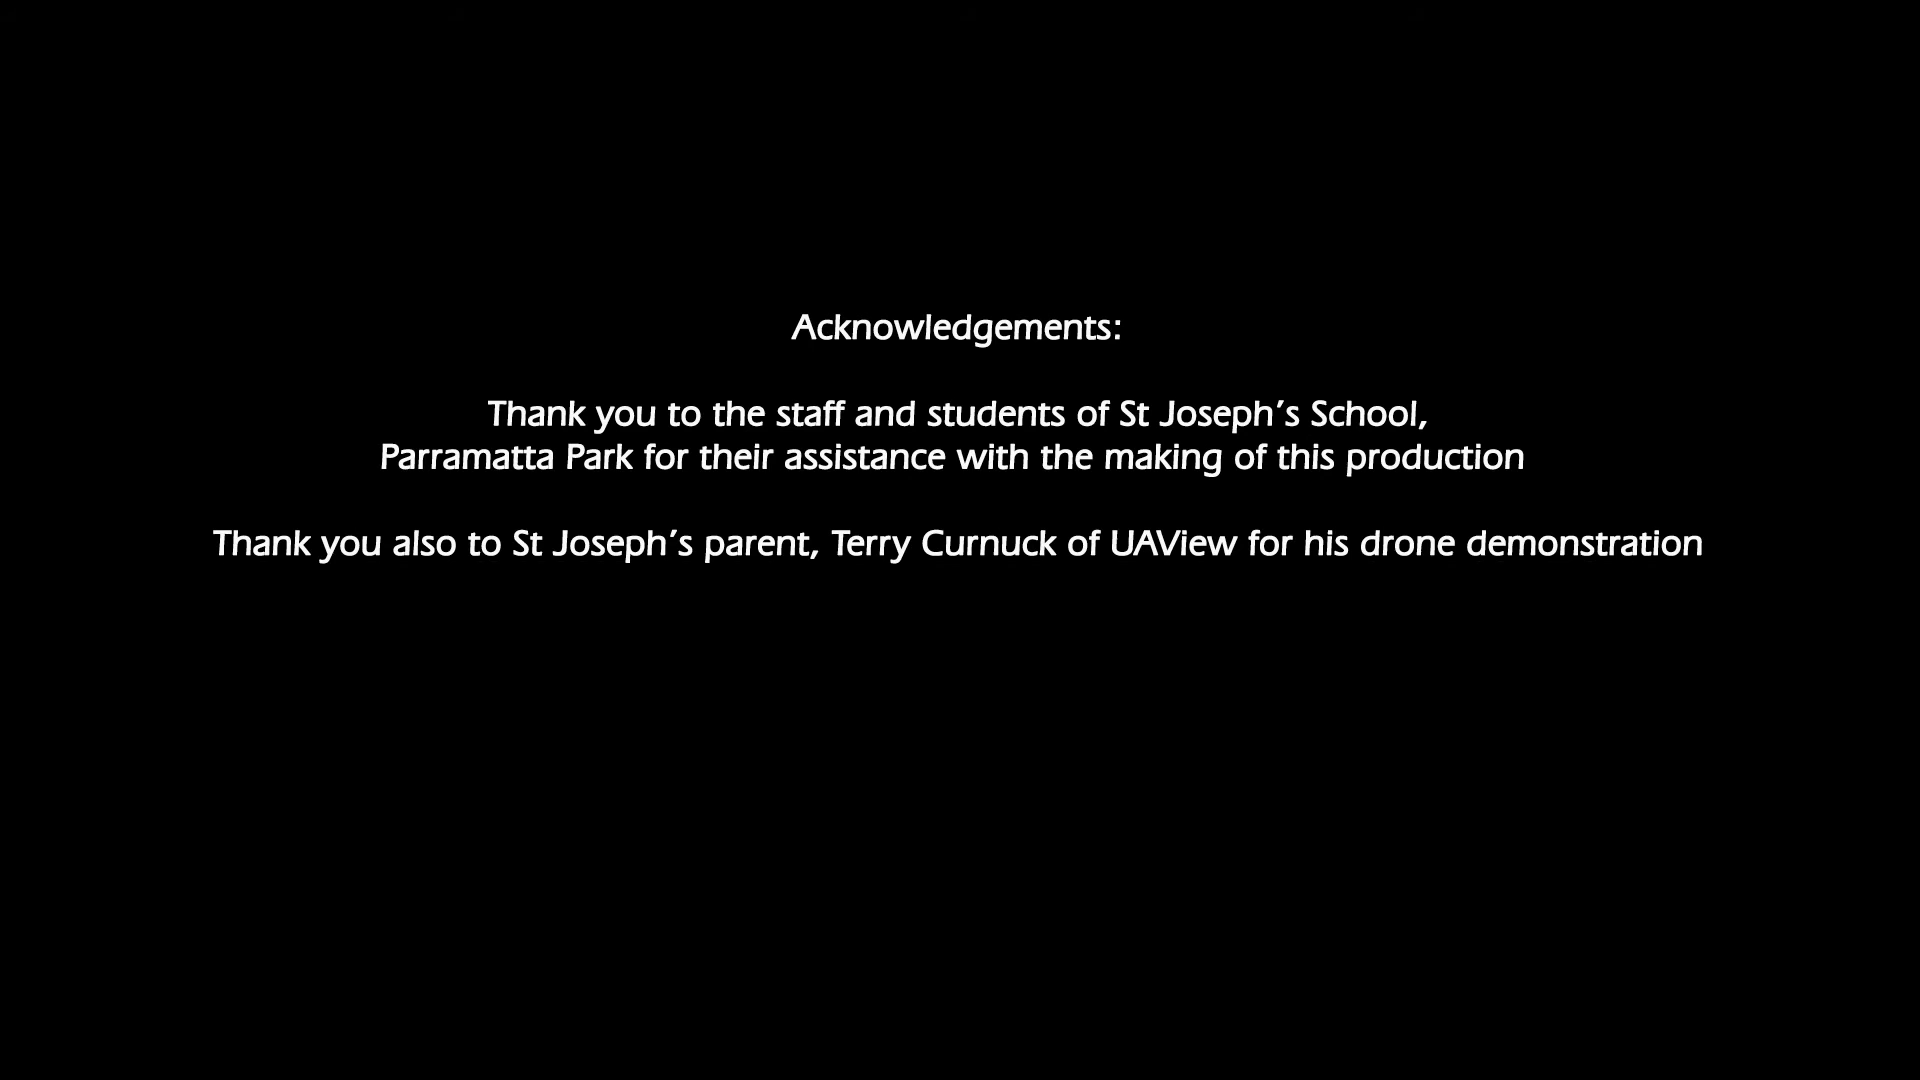 Acknowledgements:
Thank you to the staff and students of St Joseph’s School,
Parramatta Park for their assistance with the making of this production
Thank you also to St Joseph’s parent, Terry Curnuck of UAView for his drone demonstration